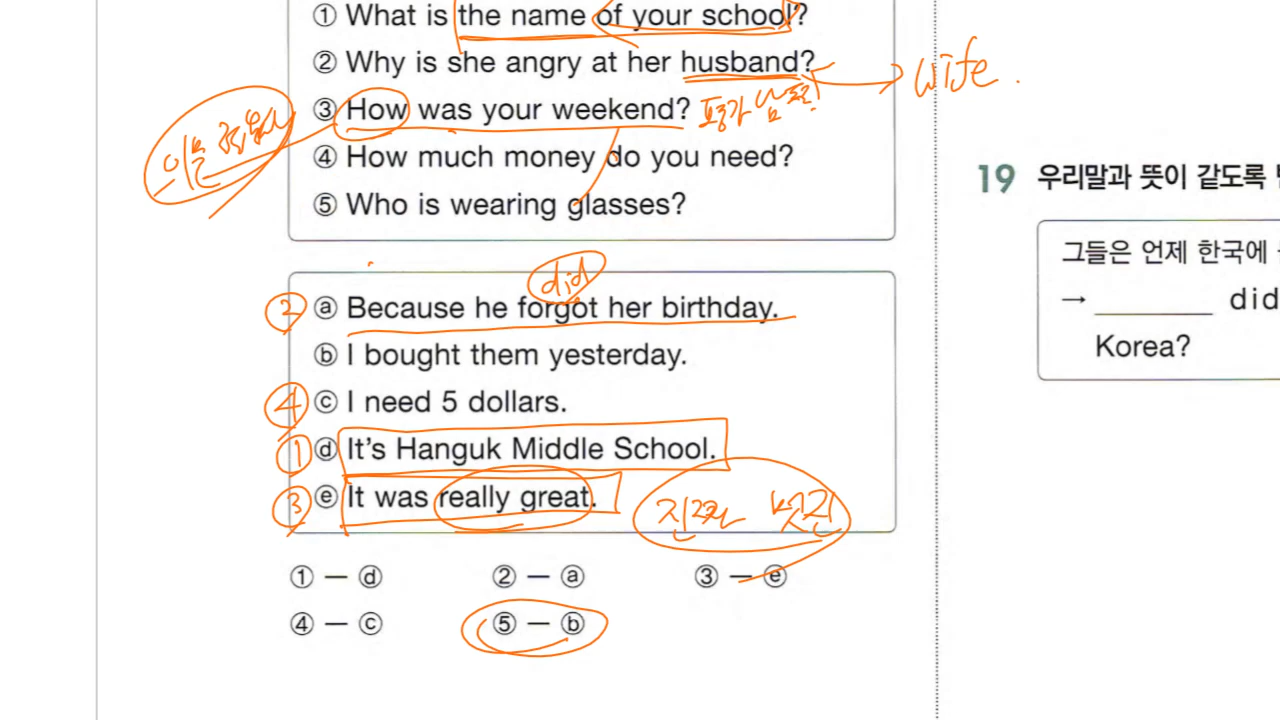 ① What is the name of your school?
② Why is she angry at her husband?
wife.
③ How was your weekend?
④ How much money do you need?
⑤ Who is wearing glasses?
did
② ⓐ Because he forgot her birthday.
ⓑ I bought them yesterday.
④ ⓒ I need 5 dollars.
① ⓓ It's Hanguk Middle School.
③ ⓔ It was really great.
진짜 멋진
① — ⓓ ② — ⓐ ③ — ⓔ
④ — ⓒ ⑤ — ⓑ
19 우리말과 뜻이 같도록
그들은 언제 한국에
→ ________ did
Korea?